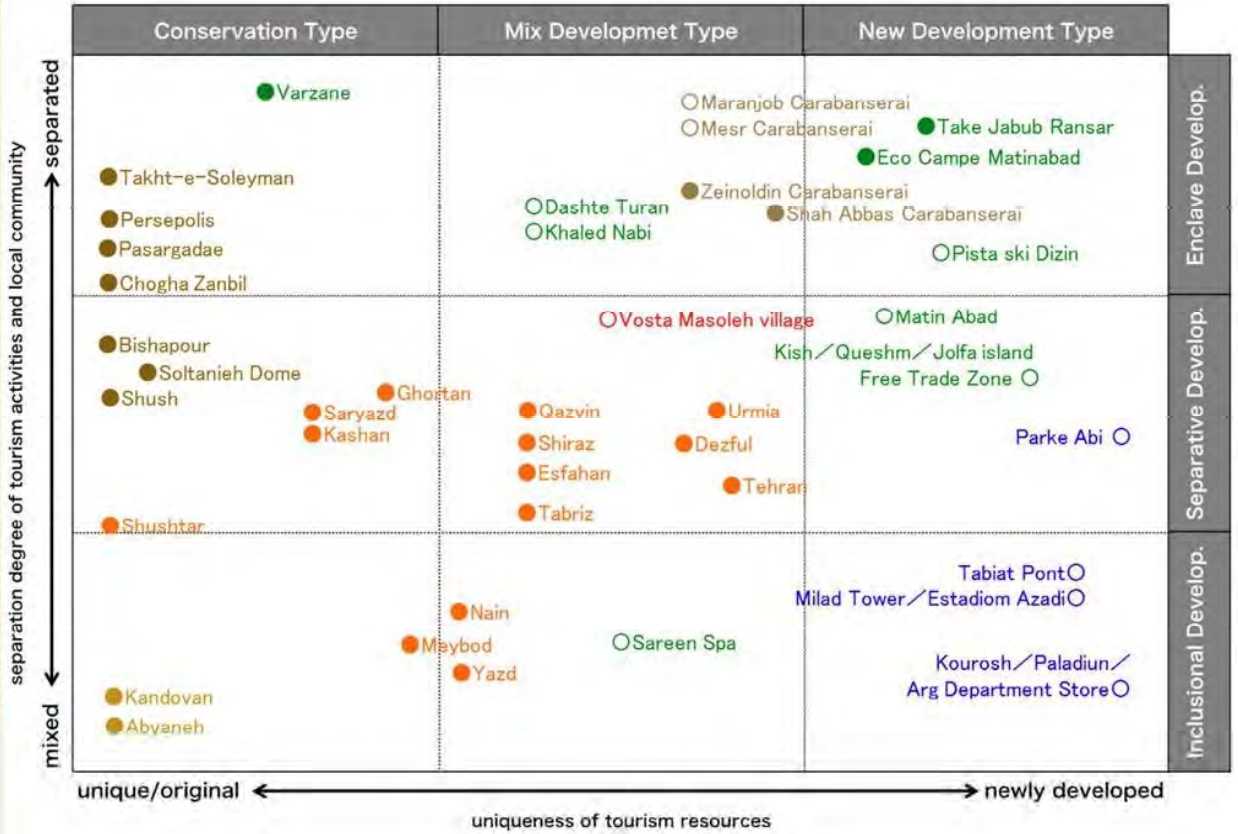 Conservation Type
Mix Developmet Type
New Development Type
separation degree of tourism activities and local community
separated
mixed
Enclave Develop.
Separative Develop.
Inclusional Develop.
Varzane
Maranjob Carabanserai
Mesr Carabanserai
Take Jabub Ransar
Eco Campe Matinabad
Takht-e-Soleyman
Zeinoldin Carabanserai
Dashte Turan
Shah Abbas Carabanserai
Persepolis
Khaled Nabi
Pasargadae
Pista ski Dizin
Chogha Zanbil
Vosta Masoleh village
Matin Abad
Bishapour
Kish／Queshm／Jolfa island
Free Trade Zone
Soltanieh Dome
Shush
Ghortan
Saryazd
Qazvin
Urmia
Kashan
Shiraz
Dezful
Parke Abi
Esfahan
Tehran
Tabriz
Shushtar
Tabiat Pont
Milad Tower／Estadiom Azadi
Nain
Meybod
Sareen Spa
Yazd
Kourosh／Paladiun／
Arg Department Store
Kandovan
Abyaneh
unique/original
newly developed
uniqueness of tourism resources